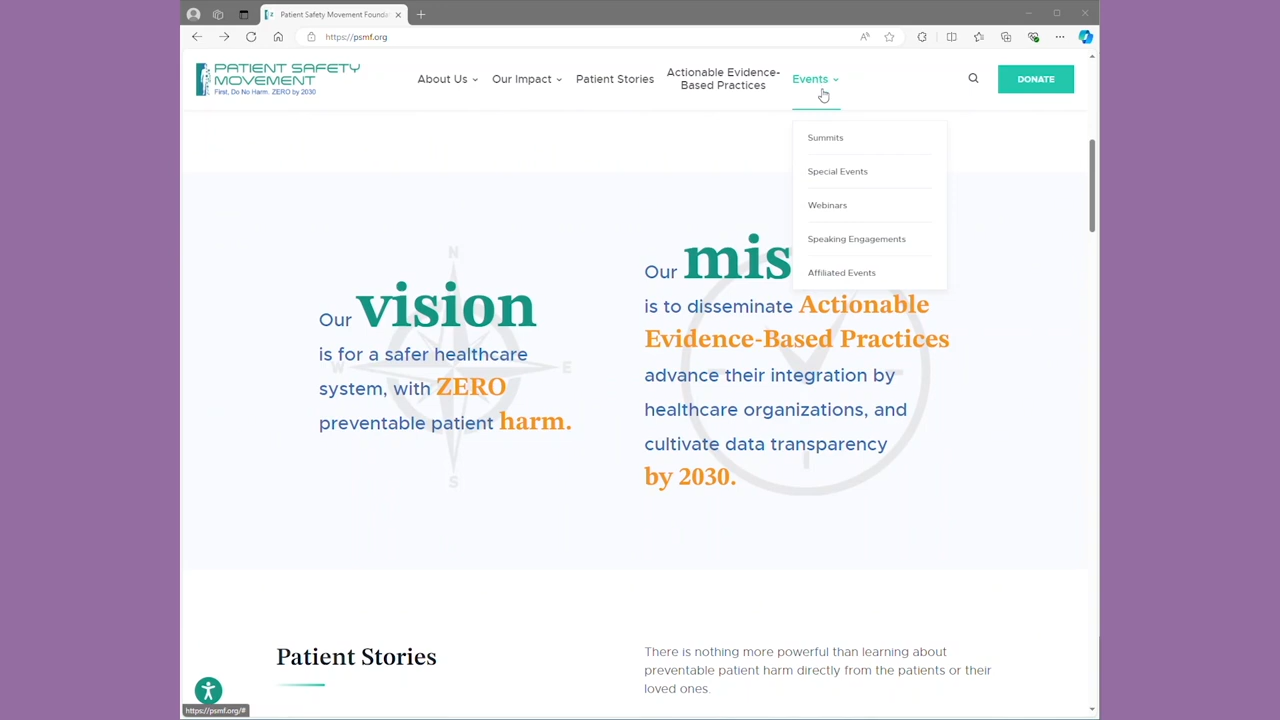 Patient Safety Movement Founda
https://psmf.org
PATIENT SAFETY
MOVEMENT
First, Do No Harm. ZERO by 2030
About Us
Our Impact
Patient Stories
Actionable Evidence-
Based Practices
Events
DONATE
Summits
Special Events
Webinars
Speaking Engagements
Affiliated Events
N
W
E
S
Our vision
is for a safer healthcare
system, with ZERO
preventable patient harm.
Our mis
is to disseminate Actionable
Evidence-Based Practices
advance their integration by
healthcare organizations, and
cultivate data transparency
by 2030.
Patient Stories
There is nothing more powerful than learning about
preventable patient harm directly from the patients or their
loved ones.
https://psmf.org/#